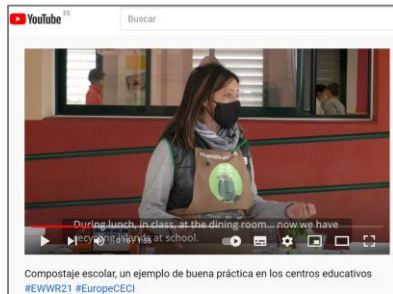 YouTube ES
Buscar
During lunch, in class, at the dining room... now we have
at school.
Compostaje escolar, un ejemplo de buena práctica en los centros educativos
#EWWR21 #EuropeCECI